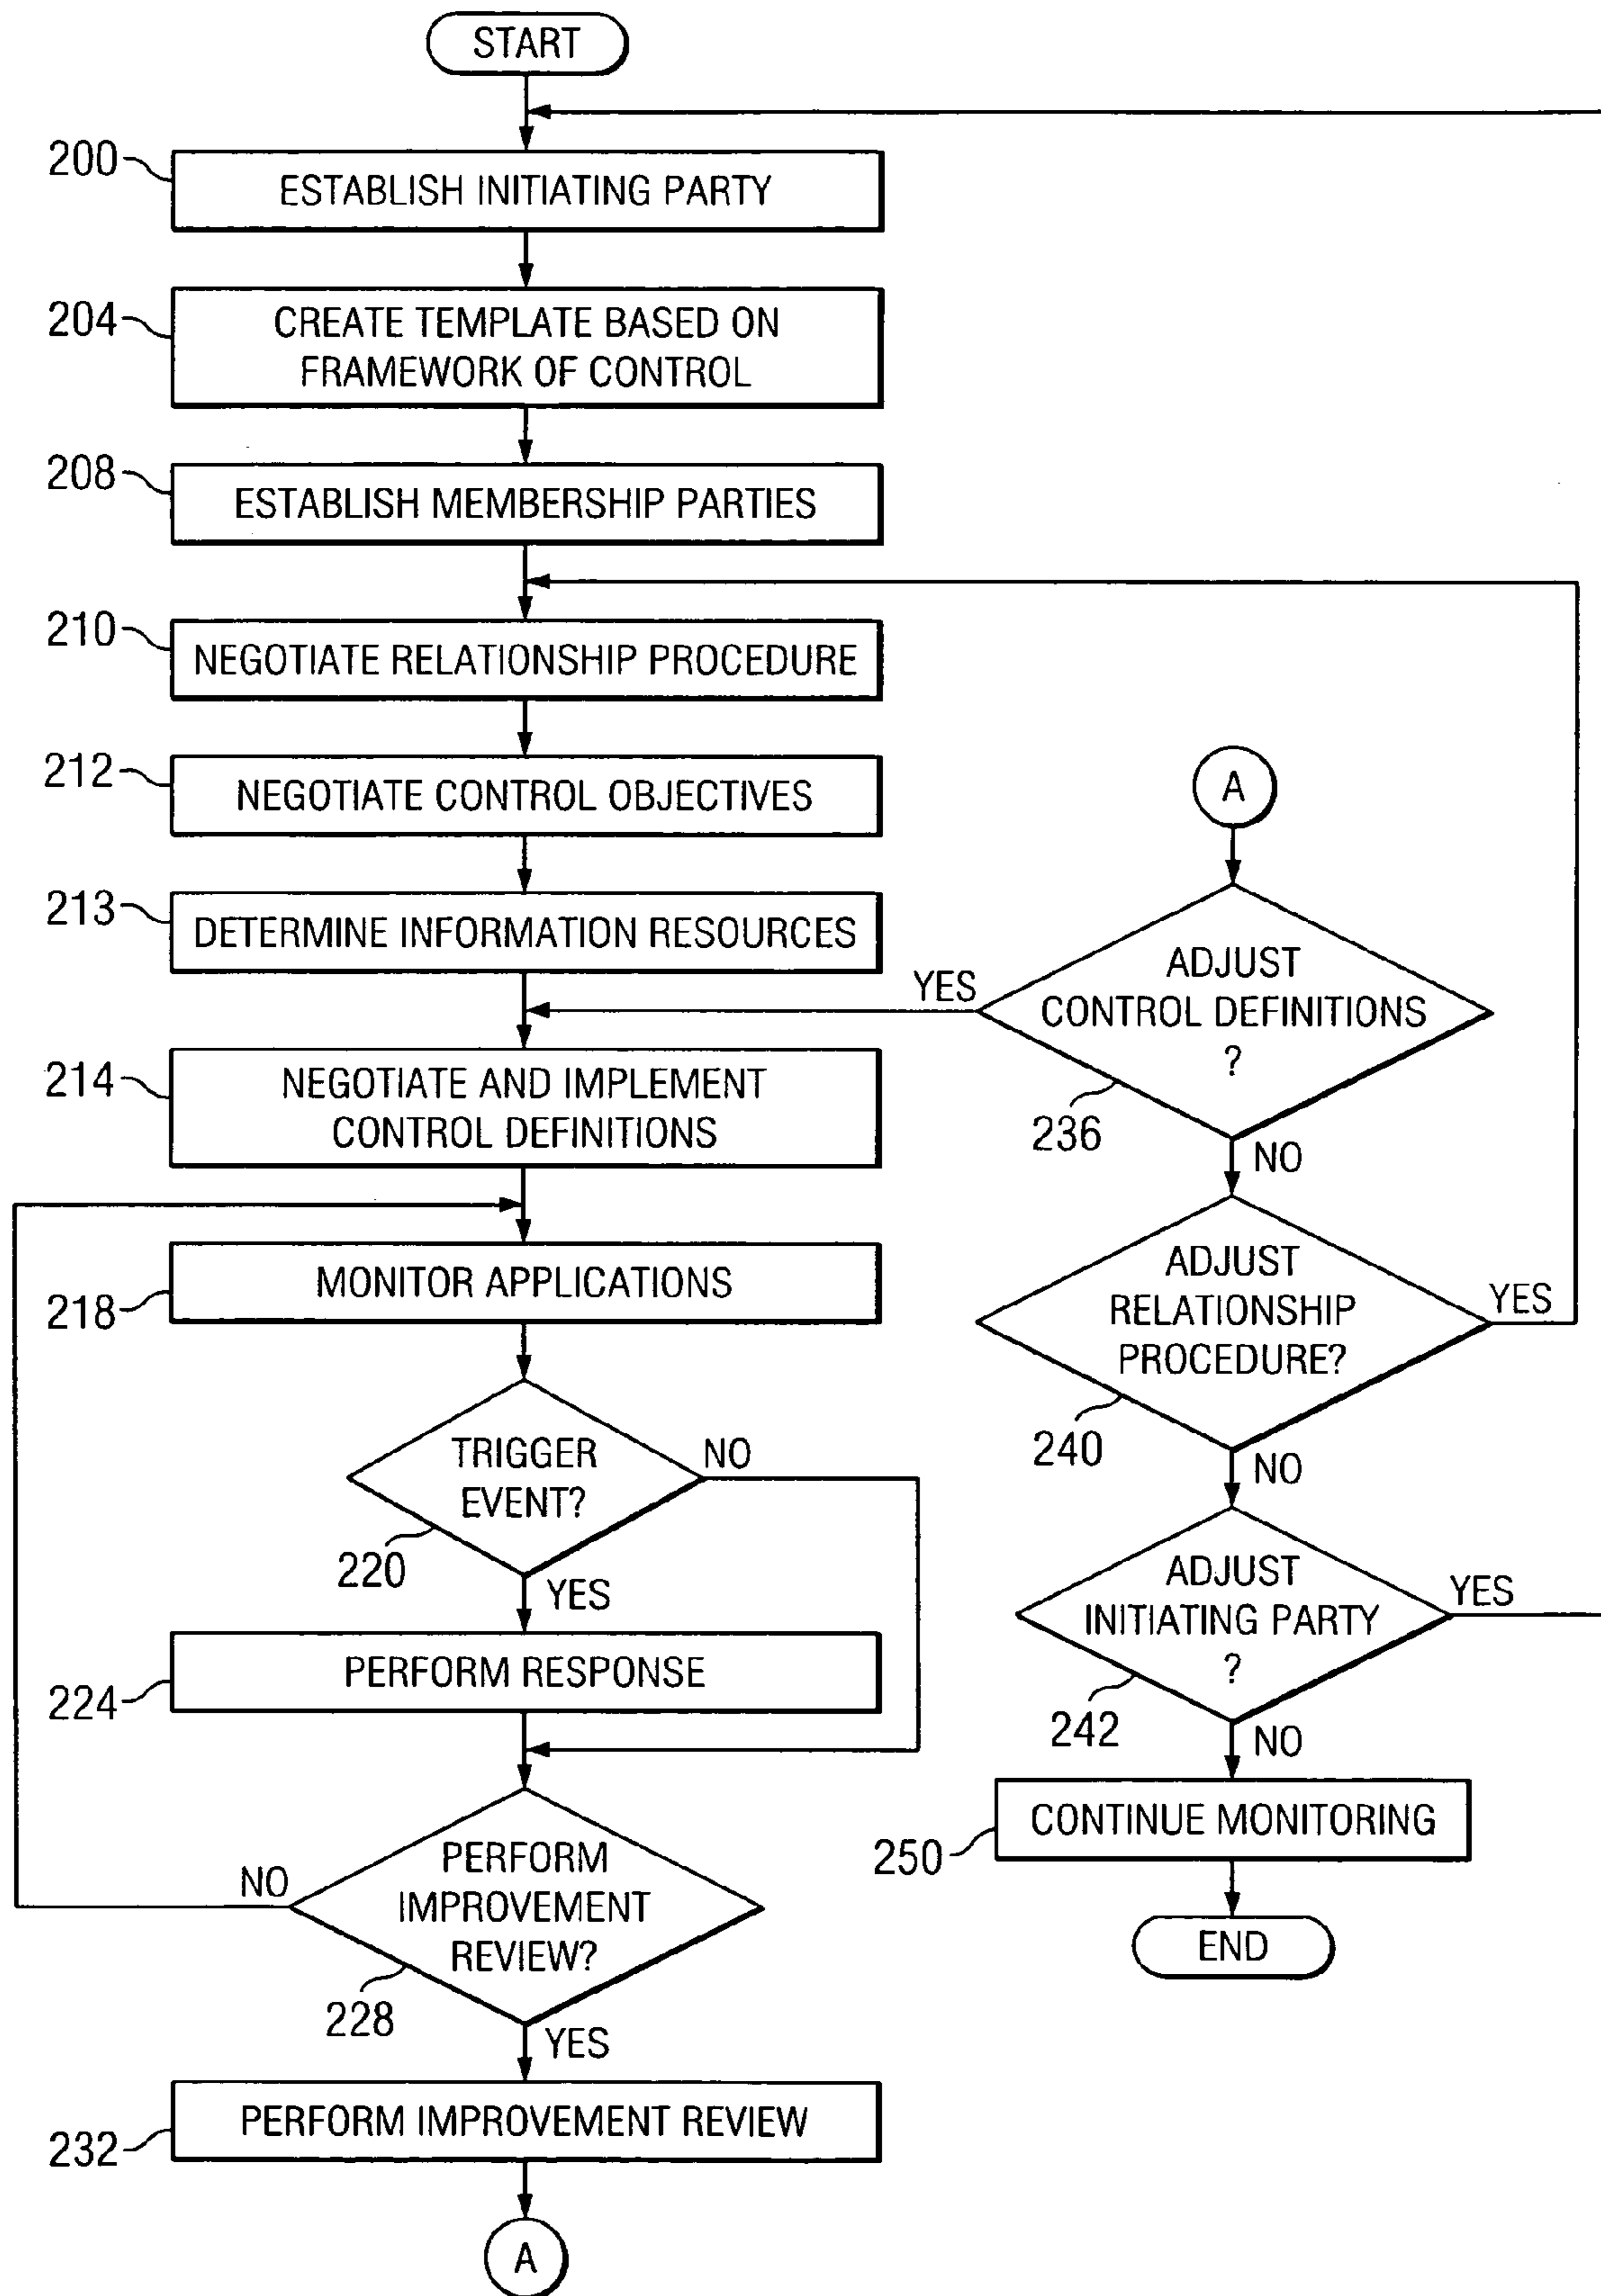 START
200
ESTABLISH INITIATING PARTY
204
CREATE TEMPLATE BASED ON
FRAMEWORK OF CONTROL
208
ESTABLISH MEMBERSHIP PARTIES
210
NEGOTIATE RELATIONSHIP PROCEDURE
212
NEGOTIATE CONTROL OBJECTIVES
213
DETERMINE INFORMATION RESOURCES
214
NEGOTIATE AND IMPLEMENT
CONTROL DEFINITIONS
218
MONITOR APPLICATIONS
TRIGGER
EVENT?
NO
220
YES
224
PERFORM RESPONSE
PERFORM
IMPROVEMENT
REVIEW?
NO
228
YES
232
PERFORM IMPROVEMENT REVIEW
A
A
ADJUST
CONTROL DEFINITIONS
?
YES
236
NO
ADJUST
RELATIONSHIP
PROCEDURE?
YES
240
NO
ADJUST
INITIATING PARTY
?
YES
242
NO
250
CONTINUE MONITORING
END